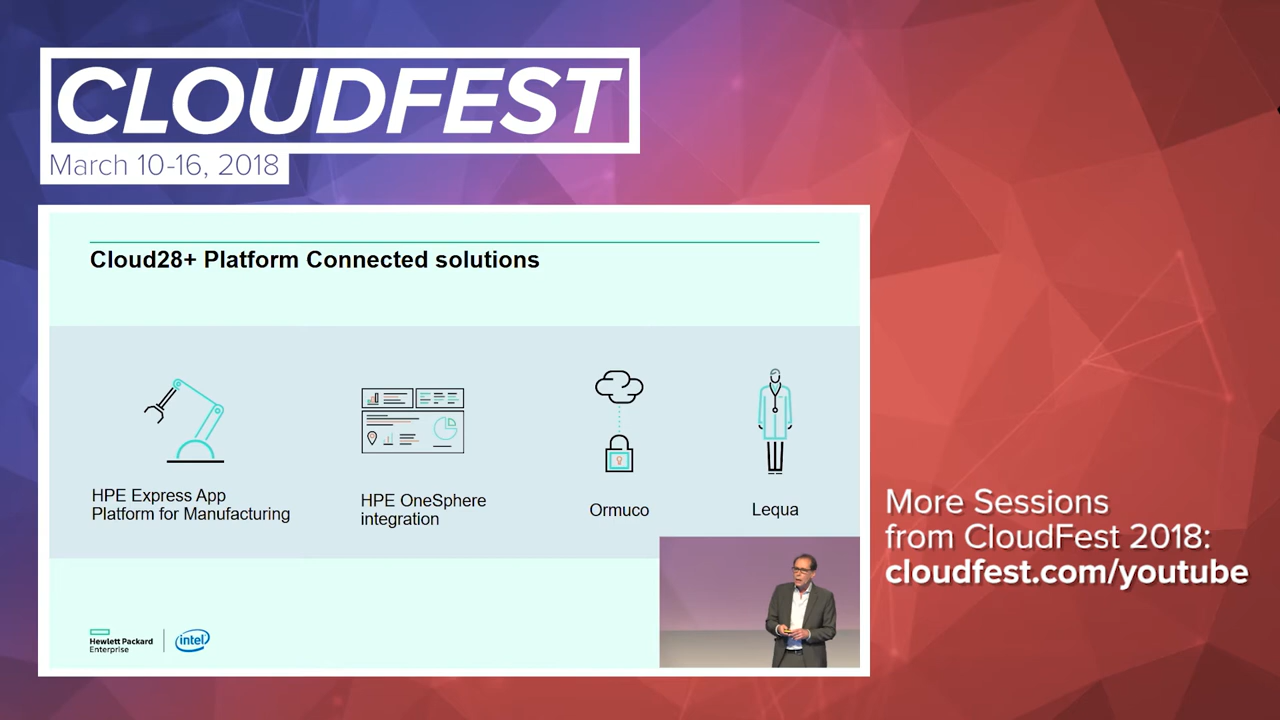 CLOUDFEST
March 10-16, 2018
Cloud28+ Platform Connected solutions
HPE Express App
Platform for Manufacturing
HPE OneSphere
integration
Ormuco
Lequa
Hewlett Packard
Enterprise
intel
More Sessions
from CloudFest 2018:
cloudfest.com/youtube